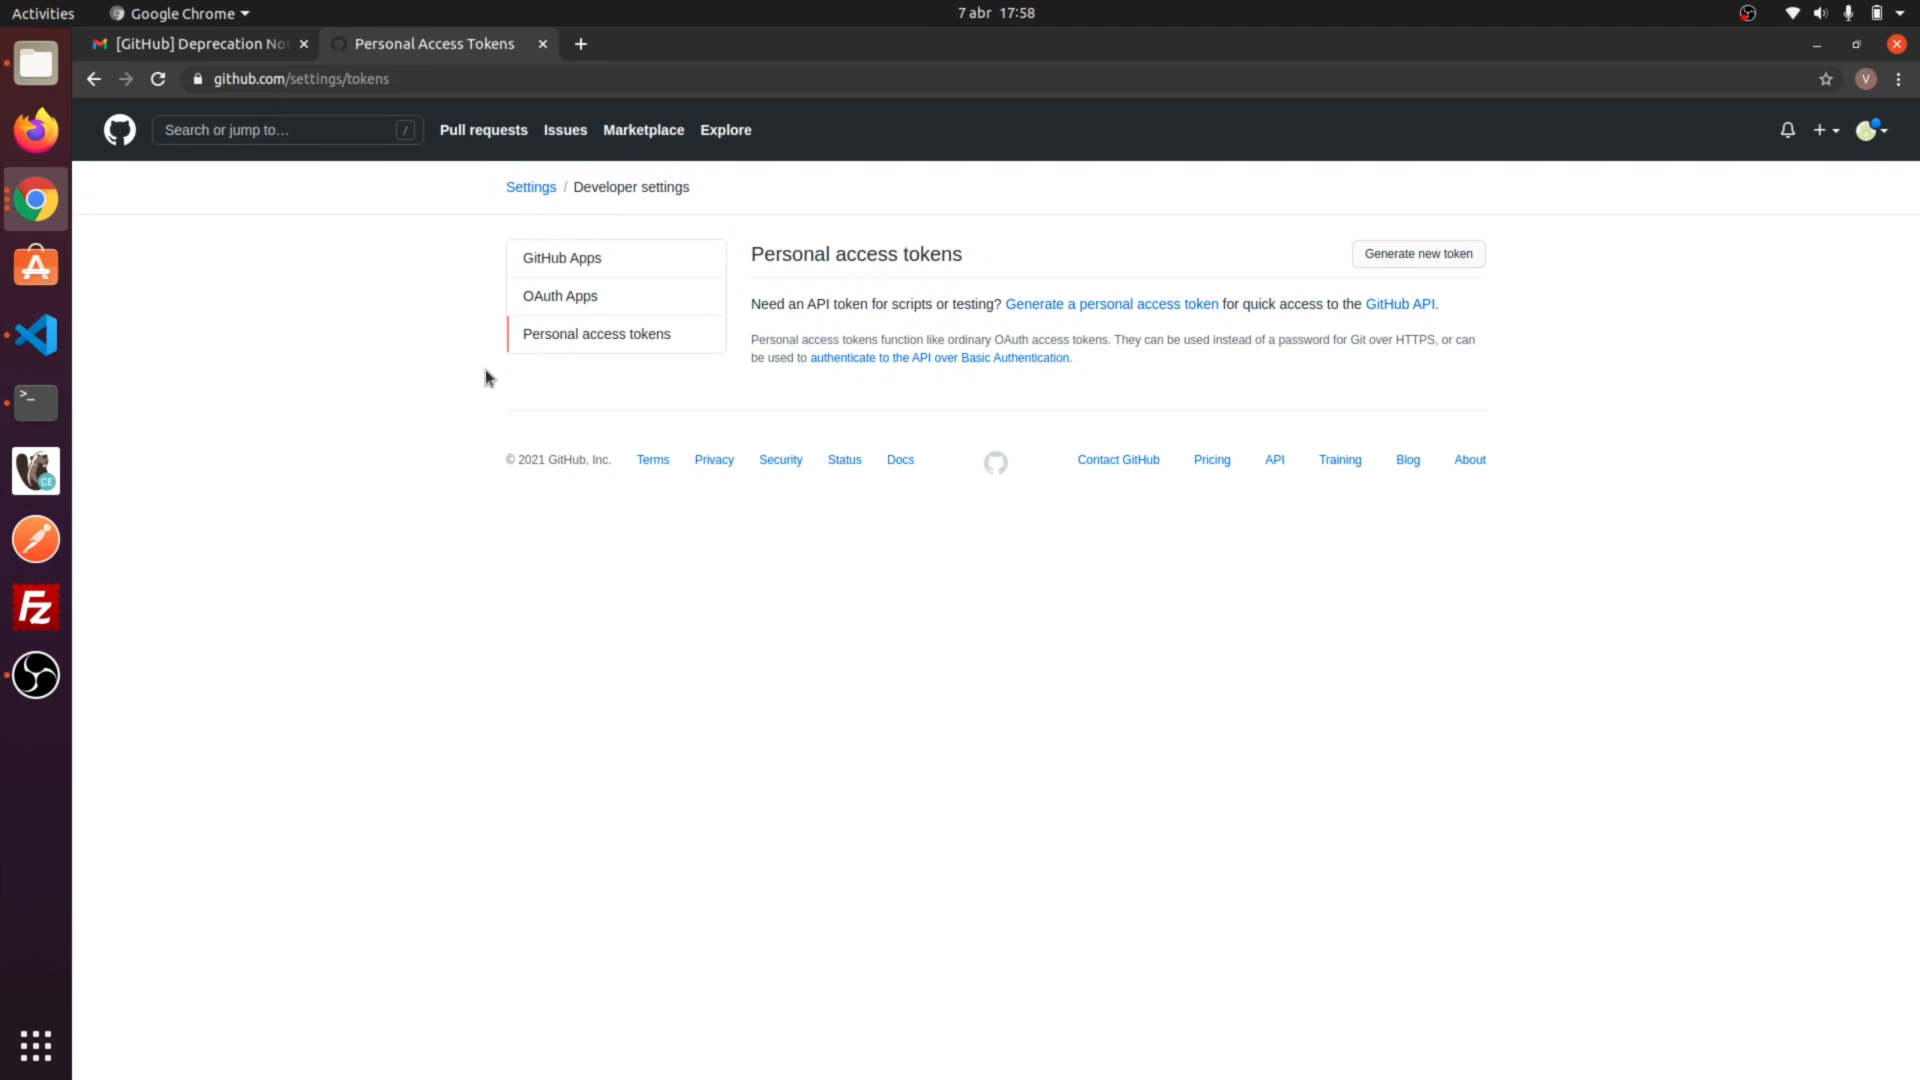 Activities
Google Chrome
7 abr 17:58
[GitHub] Deprecation No
Personal Access Tokens
github.com/settings/tokens
V
Search or jump to…
/
Pull requests
Issues
Marketplace
Explore
Settings / Developer settings
GitHub Apps
OAuth Apps
Personal access tokens
Personal access tokens
Generate new token
Need an API token for scripts or testing? Generate a personal access token for quick access to the GitHub API.
Personal access tokens function like ordinary OAuth access tokens. They can be used instead of a password for Git over HTTPS, or can
be used to authenticate to the API over Basic Authentication.
© 2021 GitHub, Inc.
Terms
Privacy
Security
Status
Docs
Contact GitHub
Pricing
API
Training
Blog
About
>_
CE
Fz